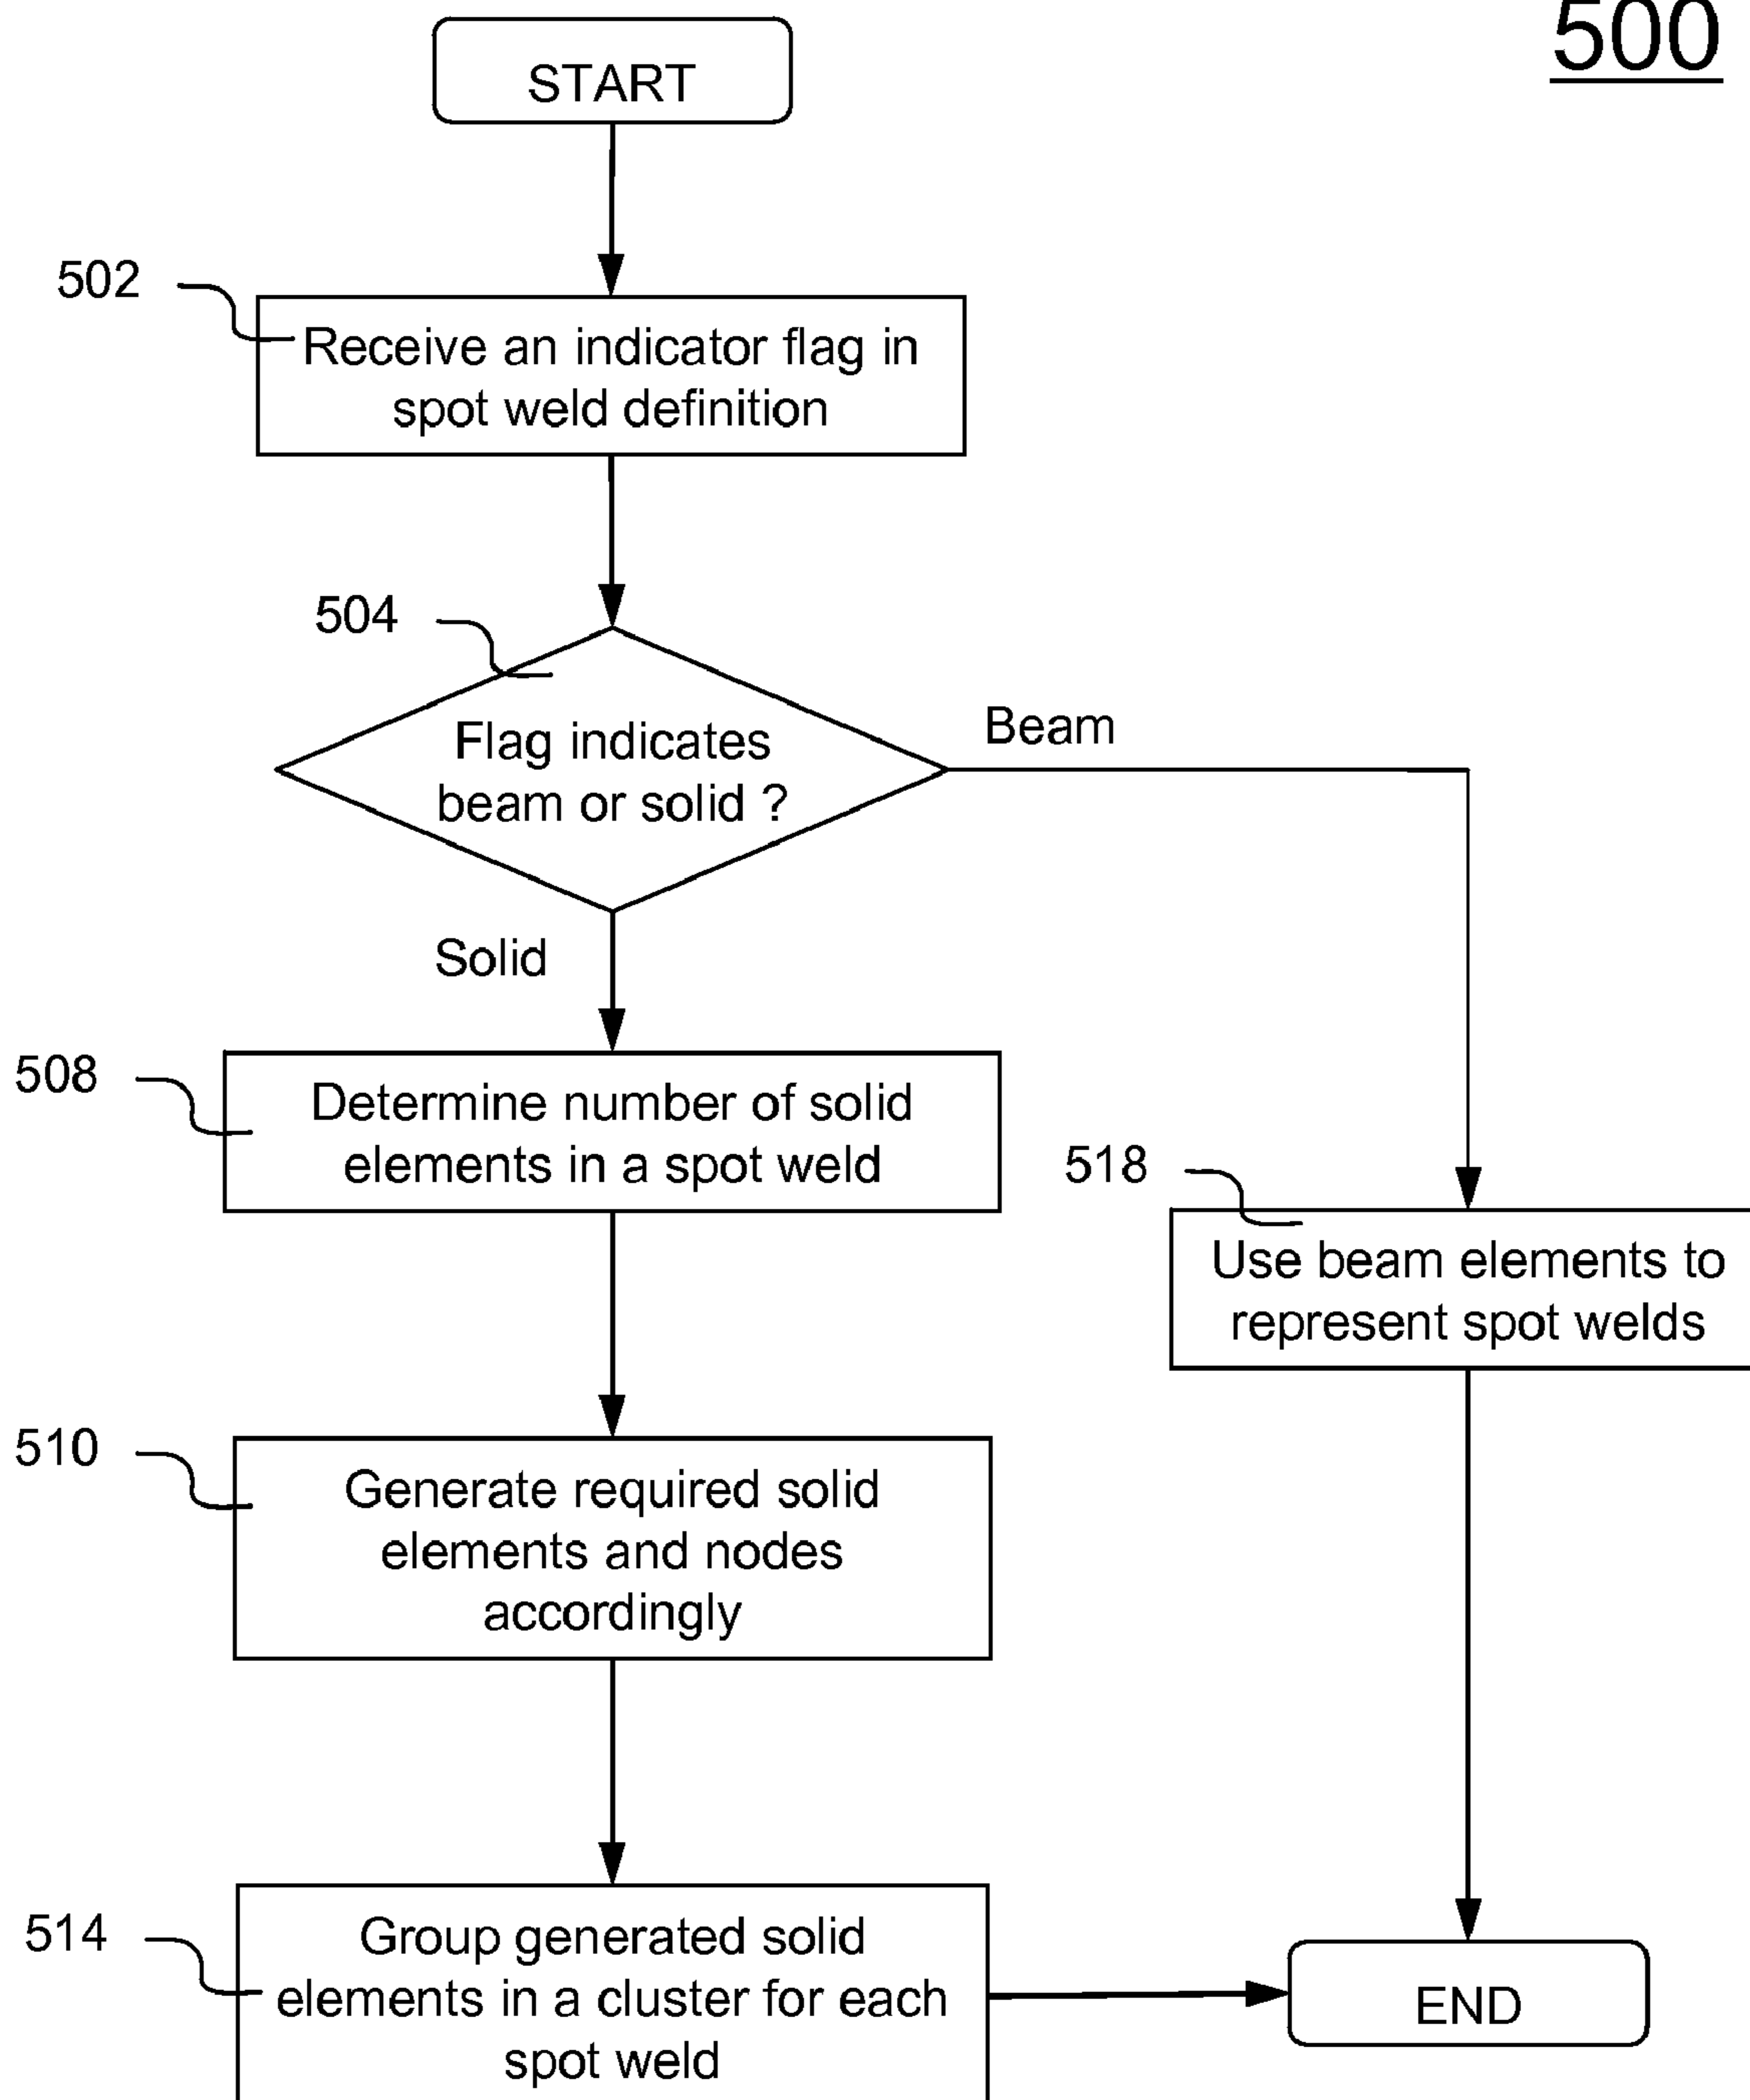 500
START
502
Receive an indicator flag in
spot weld definition
504
Flag indicates
beam or solid ?
Beam
Solid
508
Determine number of solid
elements in a spot weld
518
Use beam elements to
represent spot welds
510
Generate required solid
elements and nodes
accordingly
514
Group generated solid
elements in a cluster for each
spot weld
END